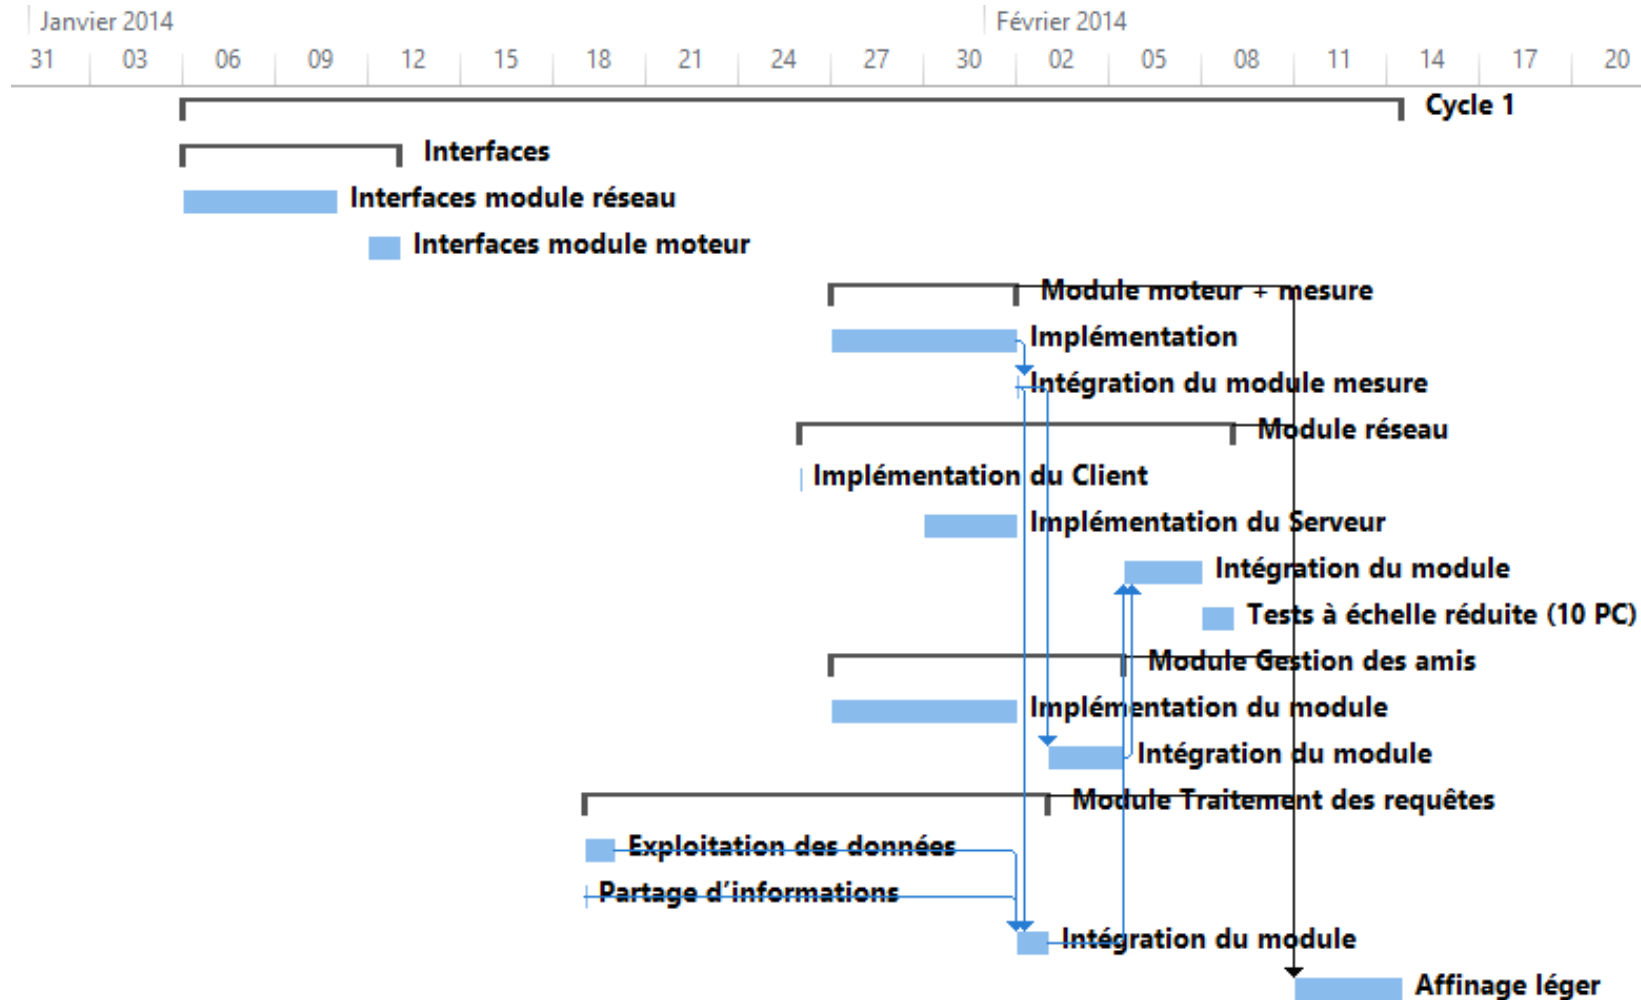 Janvier 2014 Février 2014
31 03 06 09 12 15 18 21 24 27 30 02 05 08 11 14 17 20
Cycle 1
Interfaces
Interfaces module réseau
Interfaces module moteur
Module moteur + mesure
Implémentation
Intégration du module mesure
Module réseau
Implémentation du Client
Implémentation du Serveur
Intégration du module
Tests à échelle réduite (10 PC)
Module Gestion des amis
Implémentation du module
Intégration du module
Module Traitement des requêtes
Exploitation des données
Partage d'informations
Intégration du module
Affinage léger